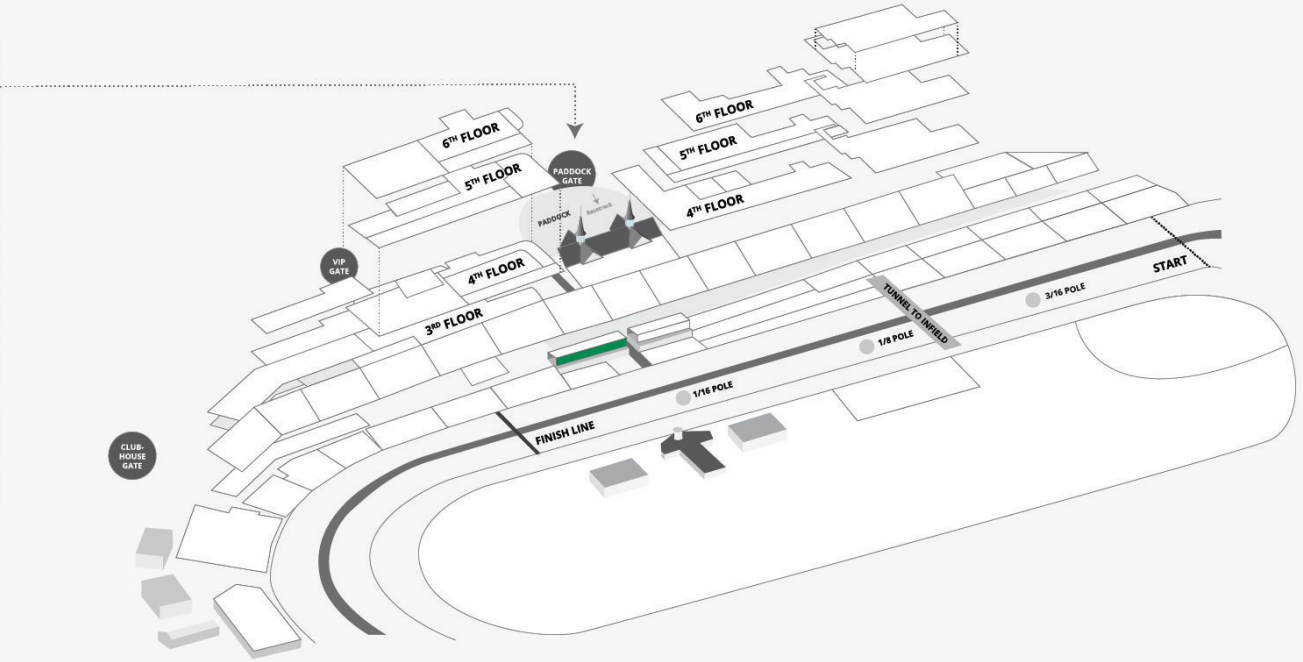 6TH FLOOR
5TH FLOOR
PADDOCK
GATE
PADDOCK
Racetrack
6TH FLOOR
5TH FLOOR
4TH FLOOR
VIP
GATE
4TH FLOOR
3RD FLOOR
START
3/16 POLE
TUNNEL TO INFIELD
1/8 POLE
1/16 POLE
FINISH LINE
CLUB-
HOUSE
GATE